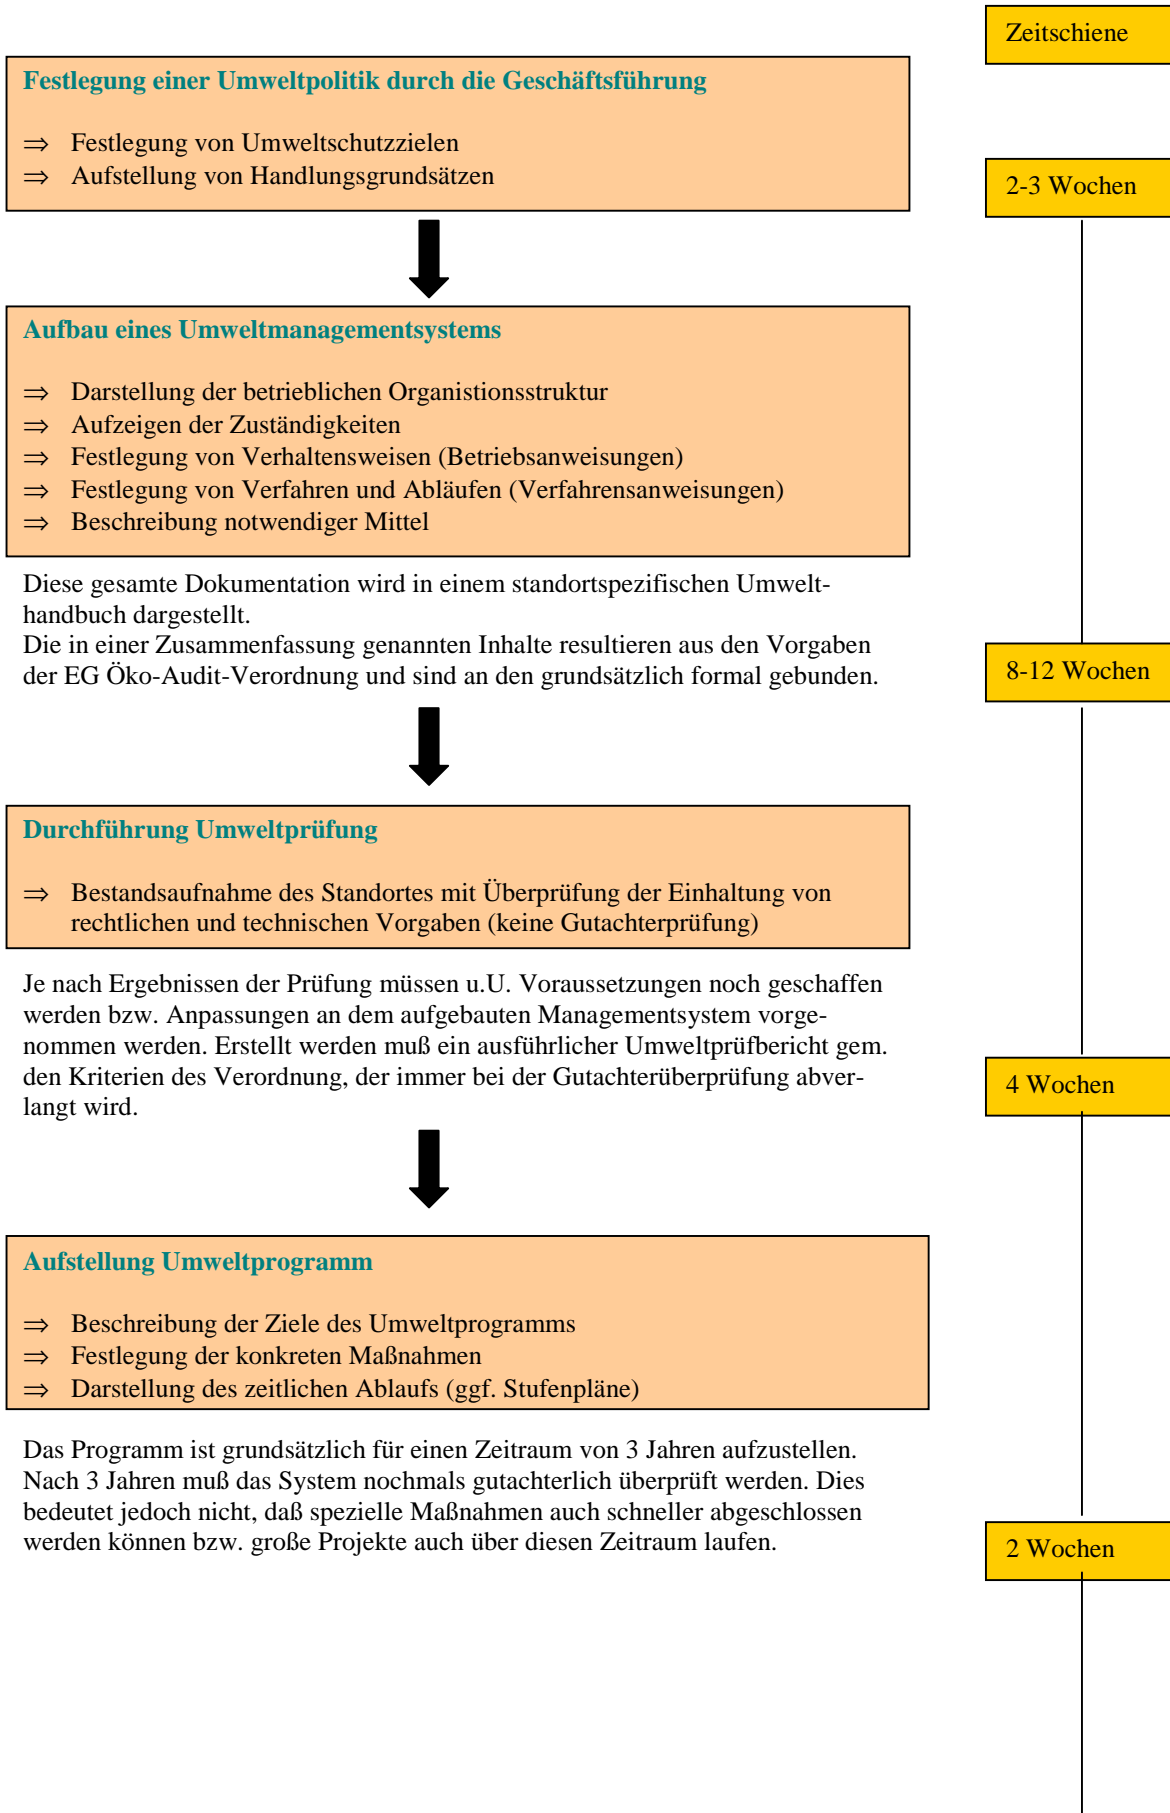 Zeitschiene
Festlegung einer Umweltpolitik durch die Geschäftsführung
⇒ Festlegung von Umweltschutzzielen
⇒ Aufstellung von Handlungsgrundsätzen
2-3 Wochen
Aufbau eines Umweltmanagementsystems
⇒ Darstellung der betrieblichen Organistionsstruktur
⇒ Aufzeigen der Zuständigkeiten
⇒ Festlegung von Verhaltensweisen (Betriebsanweisungen)
⇒ Festlegung von Verfahren und Abläufen (Verfahrensanweisungen)
⇒ Beschreibung notwendiger Mittel
Diese gesamte Dokumentation wird in einem standortspezifischen Umwelt-
handbuch dargestellt.
Die in einer Zusammenfassung genannten Inhalte resultieren aus den Vorgaben
der EG Öko-Audit-Verordnung und sind an den grundsätzlich formal gebunden.
8-12 Wochen
Durchführung Umweltprüfung
⇒ Bestandsaufnahme des Standortes mit Überprüfung der Einhaltung von
rechtlichen und technischen Vorgaben (keine Gutachterprüfung)
Je nach Ergebnissen der Prüfung müssen u.U. Voraussetzungen noch geschaffen
werden bzw. Anpassungen an dem aufgebauten Managementsystem vorge-
nommen werden. Erstellt werden muß ein ausführlicher Umweltprüfbericht gem.
den Kriterien des Verordnung, der immer bei der Gutachterüberprüfung abver-
langt wird.
4 Wochen
Aufstellung Umweltprogramm
⇒ Beschreibung der Ziele des Umweltprogramms
⇒ Festlegung der konkreten Maßnahmen
⇒ Darstellung des zeitlichen Ablaufs (ggf. Stufenpläne)
Das Programm ist grundsätzlich für einen Zeitraum von 3 Jahren aufzustellen.
Nach 3 Jahren muß das System nochmals gutachterlich überprüft werden. Dies
bedeutet jedoch nicht, daß spezielle Maßnahmen auch schneller abgeschlossen
werden können bzw. große Projekte auch über diesen Zeitraum laufen.
2 Wochen